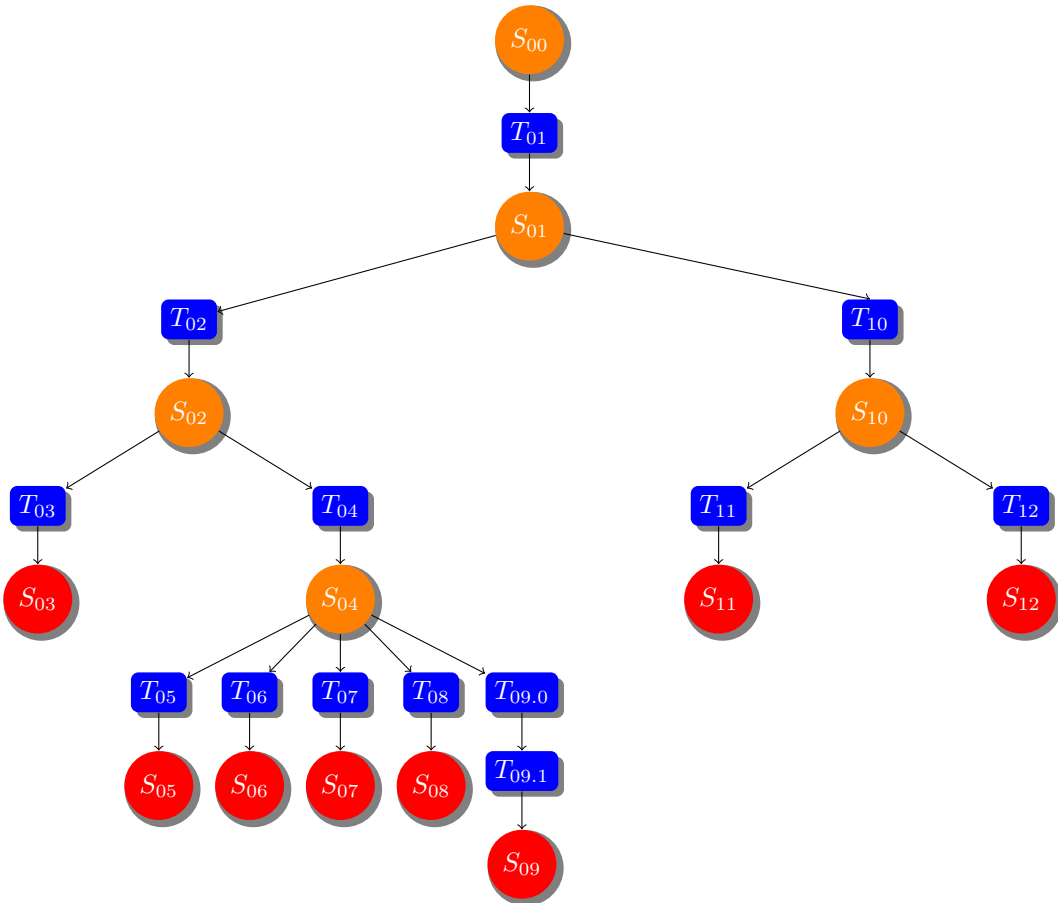 S₀₀
T₀₁
S₀₁
T₀₂ T₁₀
S₀₂ S₁₀
T₀₃ T₀₄ T₁₁ T₁₂
S₀₃ S₀₄ S₁₁ S₁₂
T₀₅ T₀₆ T₀₇ T₀₈ T₀₉.₀
T₀₉.₁
S₀₅ S₀₆ S₀₇ S₀₈
S₀₉